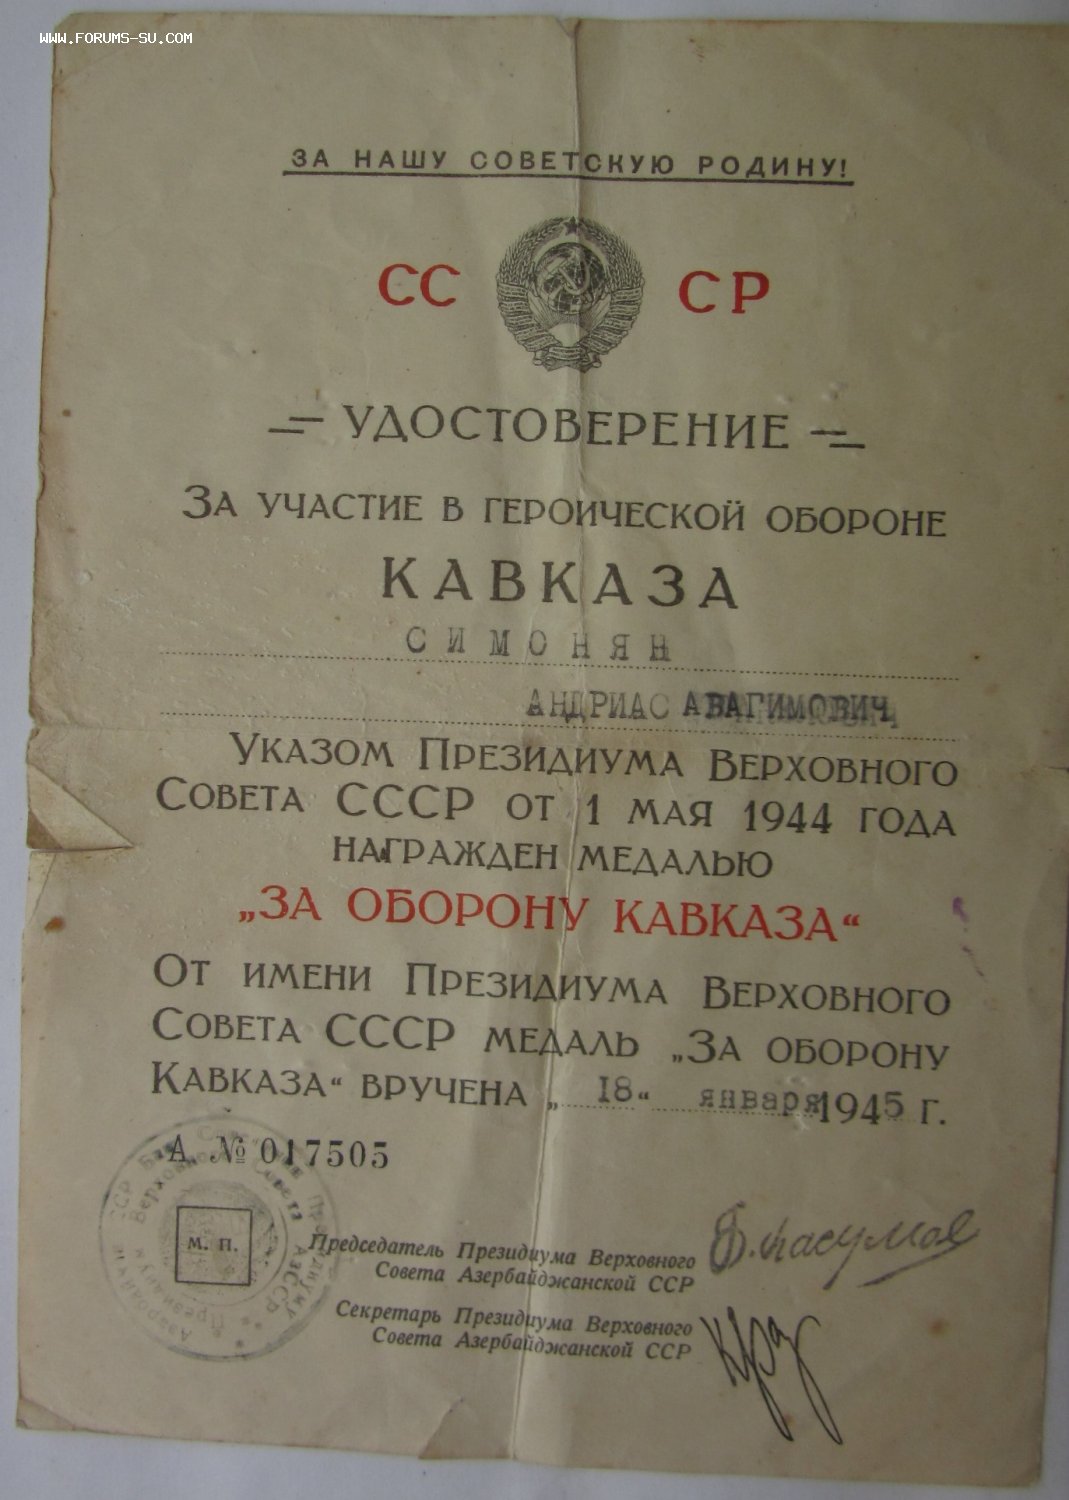 WWW.FORUMS-SU.COM
ЗА НАШУ СОВЕТСКУЮ РОДИНУ!
СС СР
УДОСТОВЕРЕНИЕ
ЗА УЧАСТИЕ В ГЕРОИЧЕСКОЙ ОБОРОНЕ
КАВКАЗА
СИМОНЯН
АНДРИАС АВАГИМОВИЧ
УКАЗОМ ПРЕЗИДИУМА ВЕРХОВНОГО
СОВЕТА СССР ОТ 1 МАЯ 1944 ГОДА
НАГРАЖДЕН МЕДАЛЬЮ
„ЗА ОБОРОНУ КАВКАЗА“
ОТ ИМЕНИ ПРЕЗИДИУМА ВЕРХОВНОГО
СОВЕТА СССР МЕДАЛЬ „ЗА ОБОРОНУ
КАВКАЗА“ ВРУЧЕНА „18“ января 1945 г.
А № 017505
М. П.
Председатель Президиума Верховного
Совета Азербайджанской ССР
Секретарь Президиума Верховного
Совета Азербайджанской ССР